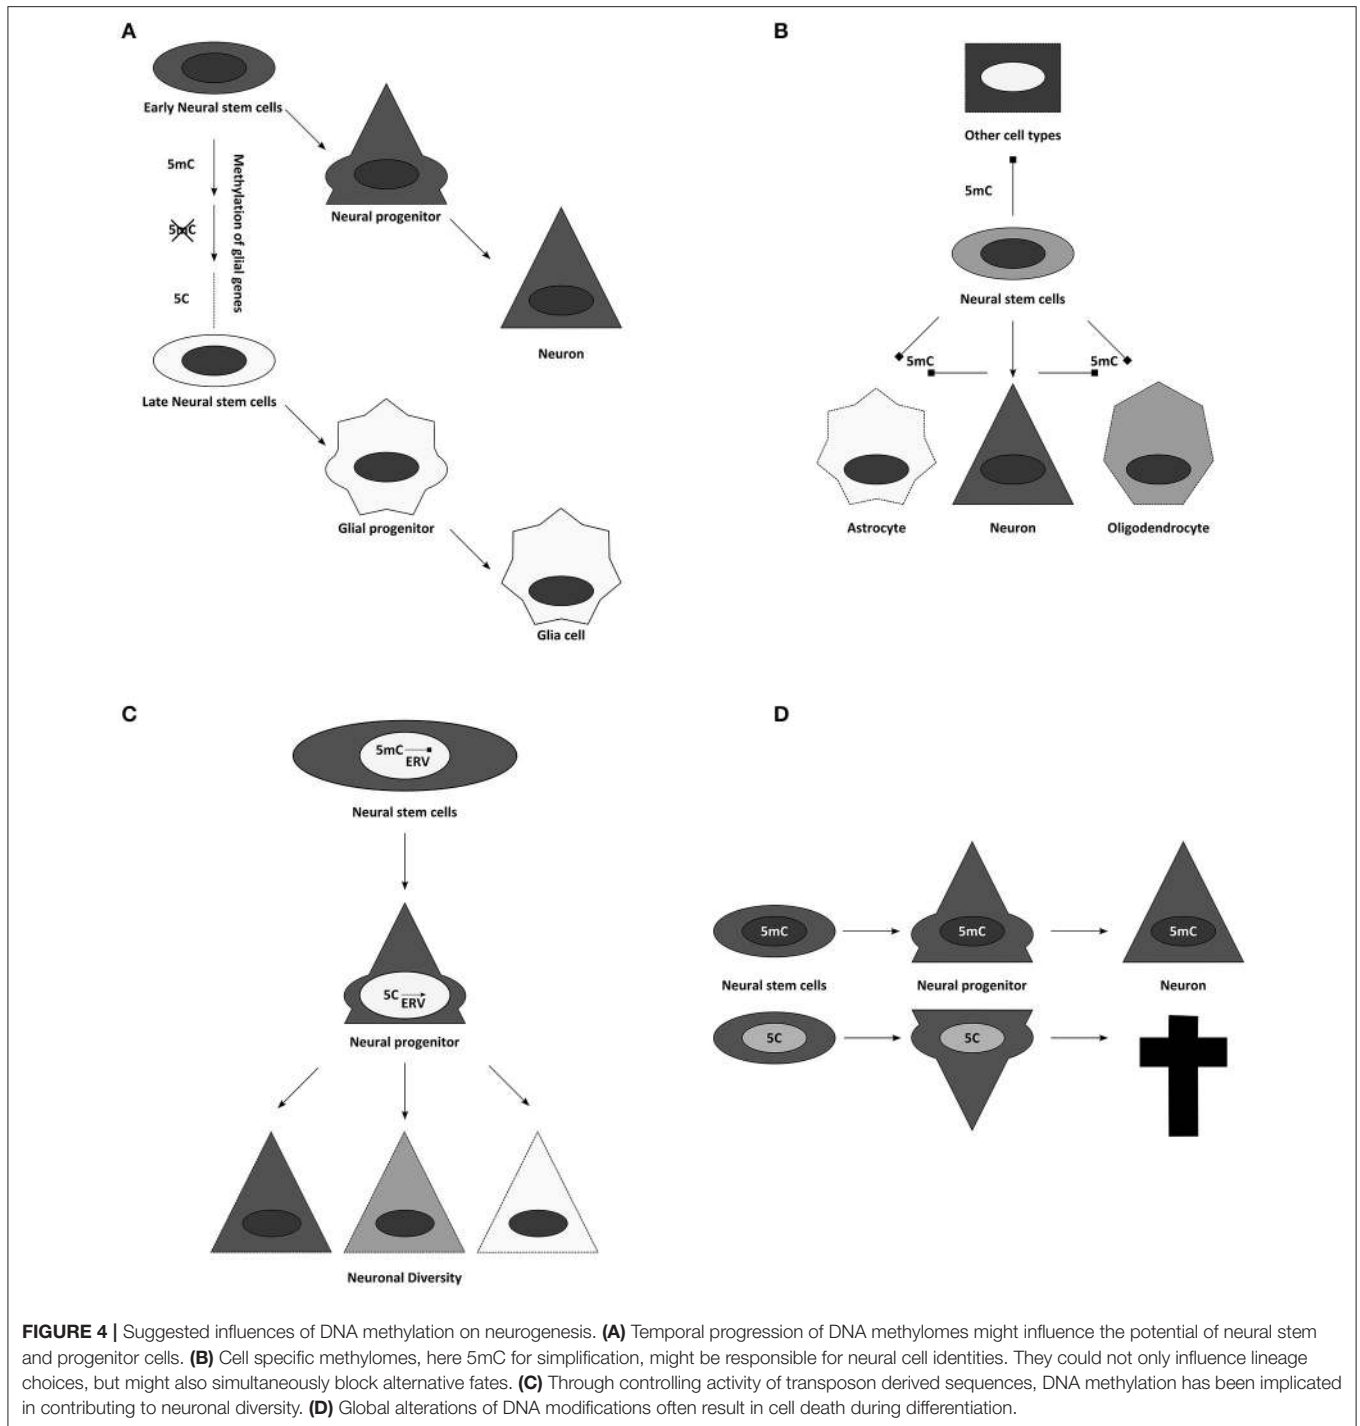 A
Early Neural stem cells
5mC
5mC
5C
Methylation of glial genes
Neural progenitor
Neuron
Late Neural stem cells
Glial progenitor
Glia cell
B
Other cell types
5mC
Neural stem cells
5mC
5mC
Astrocyte
Neuron
Oligodendrocyte
C
5mC
ERV
Neural stem cells
5C
ERV
Neural progenitor
Neuronal Diversity
D
5mC
5mC
5mC
Neural stem cells
Neural progenitor
Neuron
5C
5C
FIGURE 4 | Suggested influences of DNA methylation on neurogenesis. (A) Temporal progression of DNA methylomes might influence the potential of neural stem
and progenitor cells. (B) Cell specific methylomes, here 5mC for simplification, might be responsible for neural cell identities. They could not only influence lineage
choices, but might also simultaneously block alternative fates. (C) Through controlling activity of transposon derived sequences, DNA methylation has been implicated
in contributing to neuronal diversity. (D) Global alterations of DNA modifications often result in cell death during differentiation.